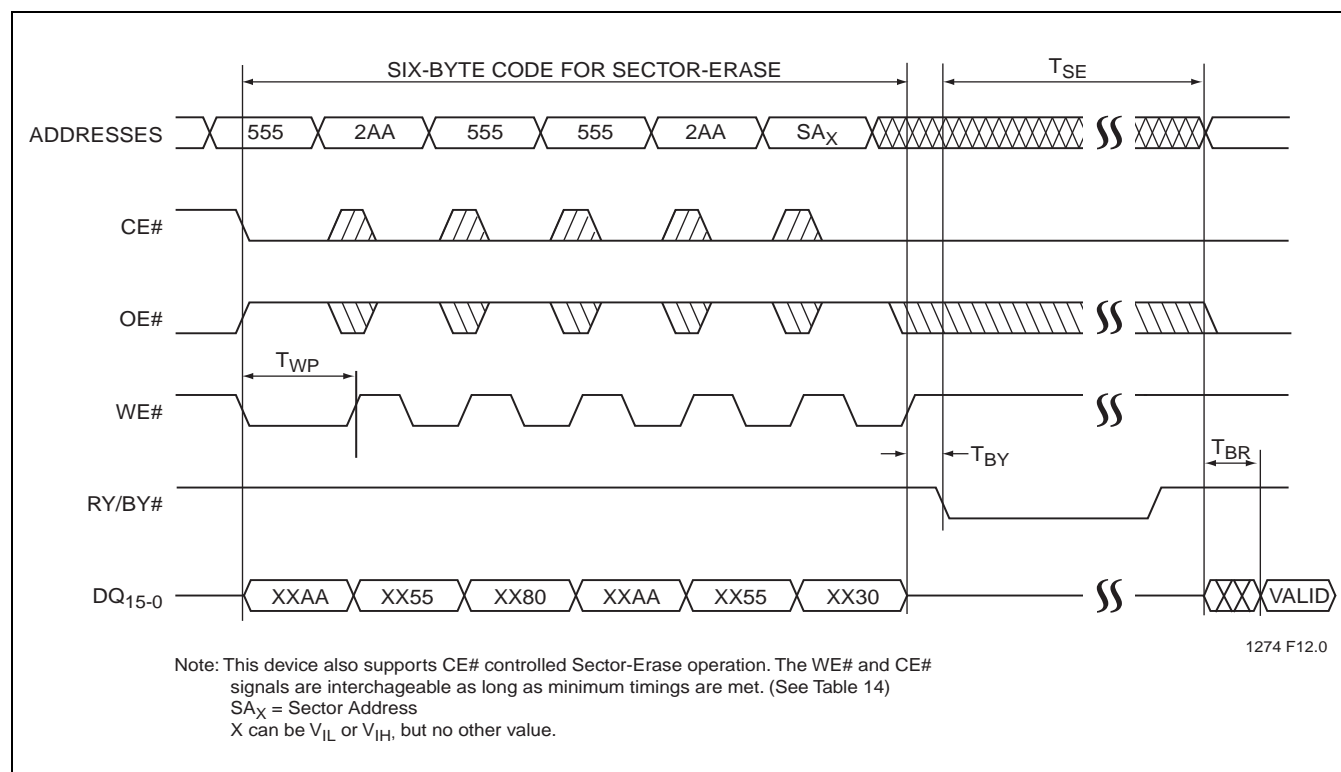 SIX-BYTE CODE FOR SECTOR-ERASE
TSE
ADDRESSES
555 2AA 555 555 2AA SAX
CE#
OE#
TWP
WE#
TBY
TBR
RY/BY#
DQ15-0
XXAA XX55 XX80 XXAA XX55 XX30 VALID
1274 F12.0
Note: This device also supports CE# controlled Sector-Erase operation. The WE# and CE#
signals are interchageable as long as minimum timings are met. (See Table 14)
SAX = Sector Address
X can be VIL or VIH, but no other value.